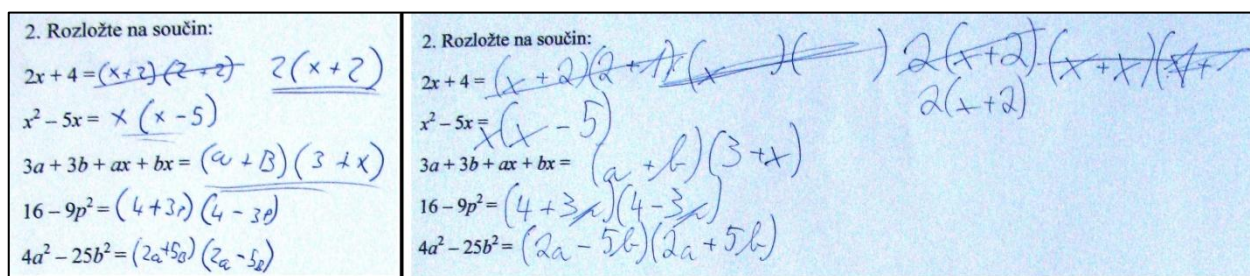 2. Rozložte na součin:
2x + 4 = (x+2)(2+2) 2(x+2)
x² – 5x = x(x-5)
3a + 3b + ax + bx = (a+B)(3+x)
16 – 9p² = (4+3p)(4-3p)
4a² – 25b² = (2a+5B)(2a-5B)
2. Rozložte na součin:
2x + 4 = (x+2)(2+1) (x )( ) 2(x+2) (x+x)
2(x+2)
x² – 5x = x(x-5)
3a + 3b + ax + bx = (a+b)(3+x)
16 – 9p² = (4+3p)(4-3p)
4a² – 25b² = (2a-5b)(2a+5b)